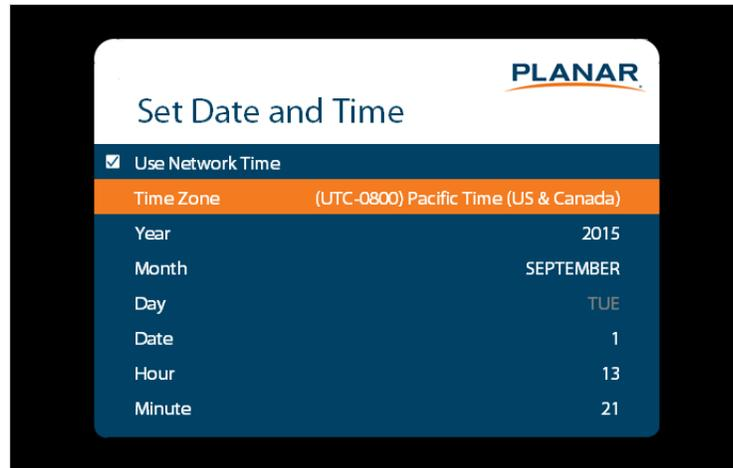 PLANAR
Set Date and Time
Use Network Time
Time Zone (UTC-0800) Pacific Time (US & Canada)
Year 2015
Month SEPTEMBER
Day TUE
Date 1
Hour 13
Minute 21